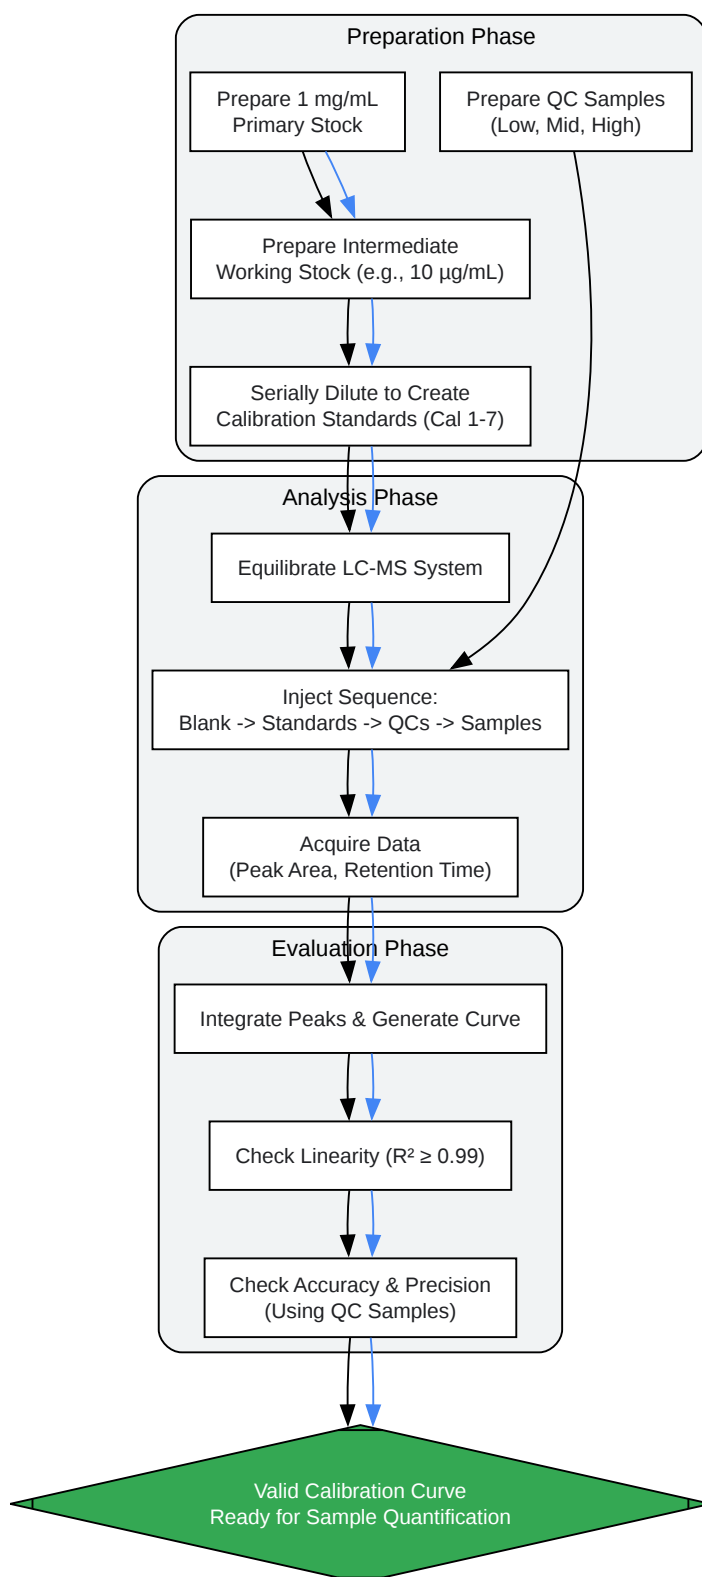 Preparation Phase
Prepare 1 mg/mL
Primary Stock
Prepare QC Samples
(Low, Mid, High)
Prepare Intermediate
Working Stock (e.g., 10 µg/mL)
Serially Dilute to Create
Calibration Standards (Cal 1-7)
Analysis Phase
Equilibrate LC-MS System
Inject Sequence:
Blank -> Standards -> QCs -> Samples
Acquire Data
(Peak Area, Retention Time)
Evaluation Phase
Integrate Peaks & Generate Curve
Check Linearity (R² ≥ 0.99)
Check Accuracy & Precision
(Using QC Samples)
Valid Calibration Curve
Ready for Sample Quantification